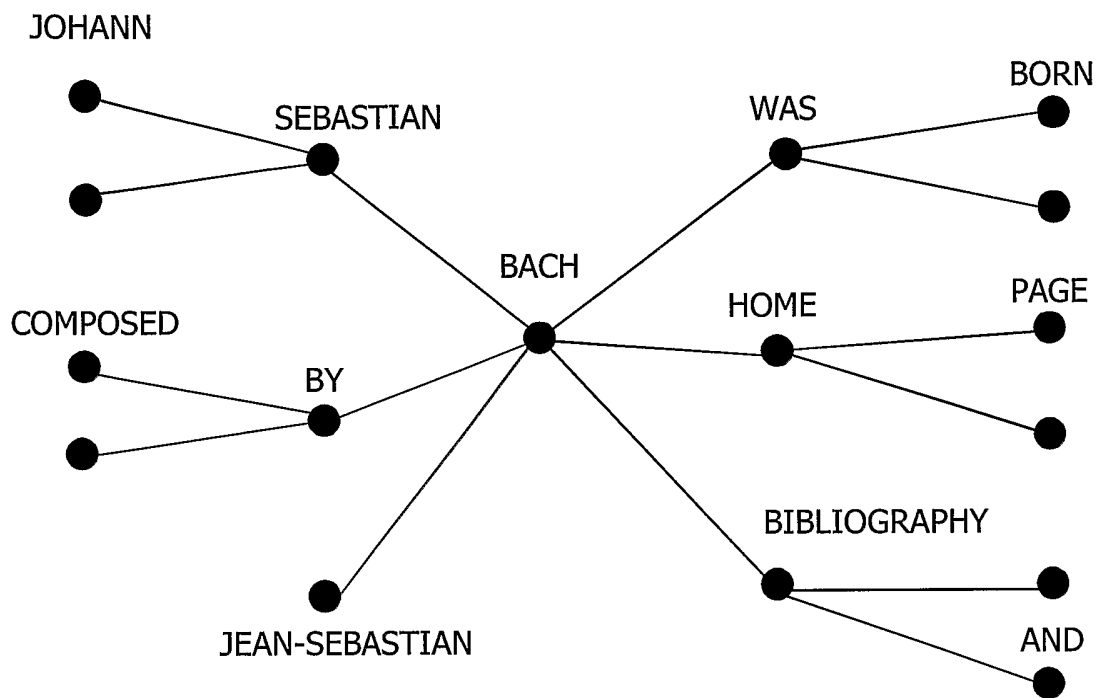 JOHANN
BORN
SEBASTIAN
WAS
BACH
PAGE
HOME
COMPOSED
BY
BIBLIOGRAPHY
JEAN-SEBASTIAN
AND